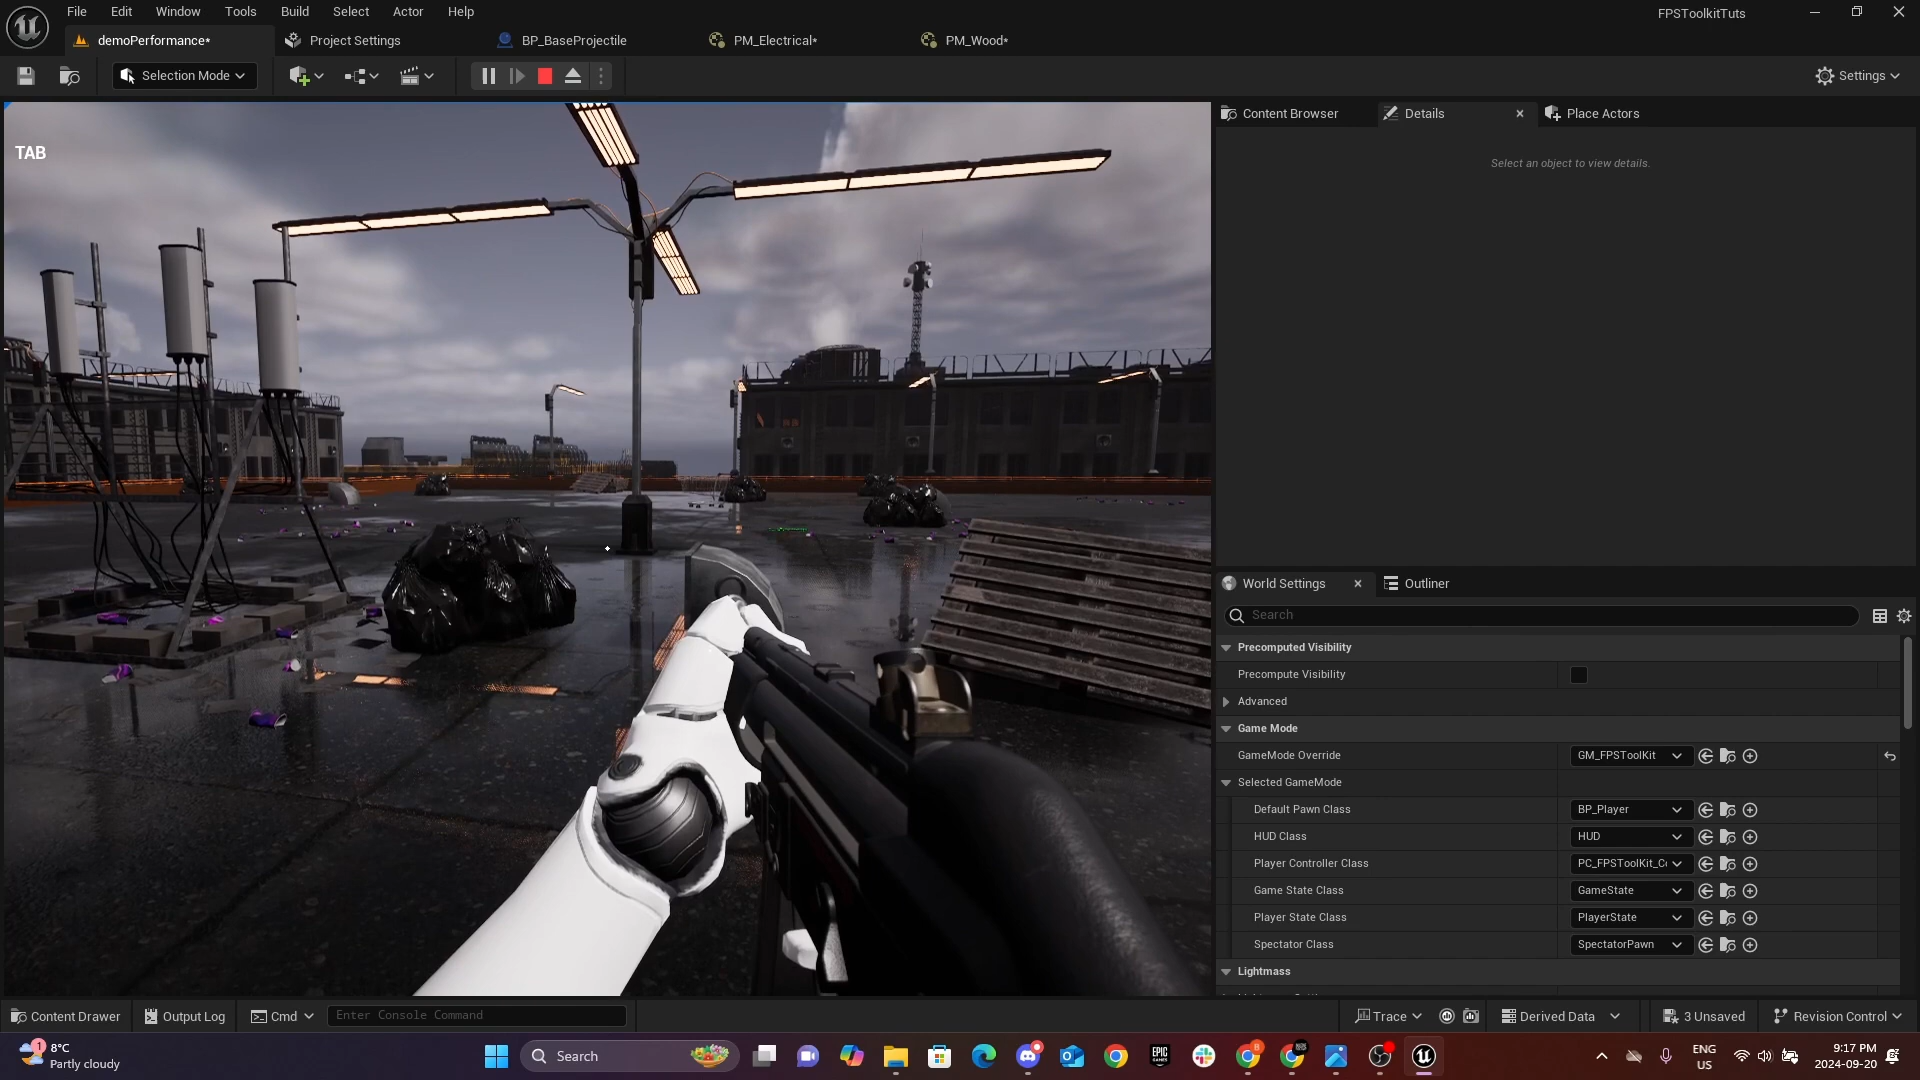 File Edit Window Tools Build Select Actor Help
FPSToolkitTuts
demoPerformance*
Project Settings
BP_BaseProjectile
PM_Electrical*
PM_Wood*
Selection Mode
Settings
TAB
Content Browser
Details
Place Actors
Select an object to view details.
World Settings
Outliner
Search
Precomputed Visibility
Precompute Visibility
Advanced
Game Mode
GameMode Override
GM_FPSToolKit
Selected GameMode
Default Pawn Class
BP_Player
HUD Class
HUD
Player Controller Class
PC_FPSToolKit_C
Game State Class
GameState
Player State Class
PlayerState
Spectator Class
SpectatorPawn
Lightmass
Content Drawer
Output Log
Cmd
Enter Console Command
Trace
Derived Data
3 Unsaved
Revision Control
1
8°C
Partly cloudy
Search
EPIC GAMES
ENG
US
9:17 PM
2024-09-20